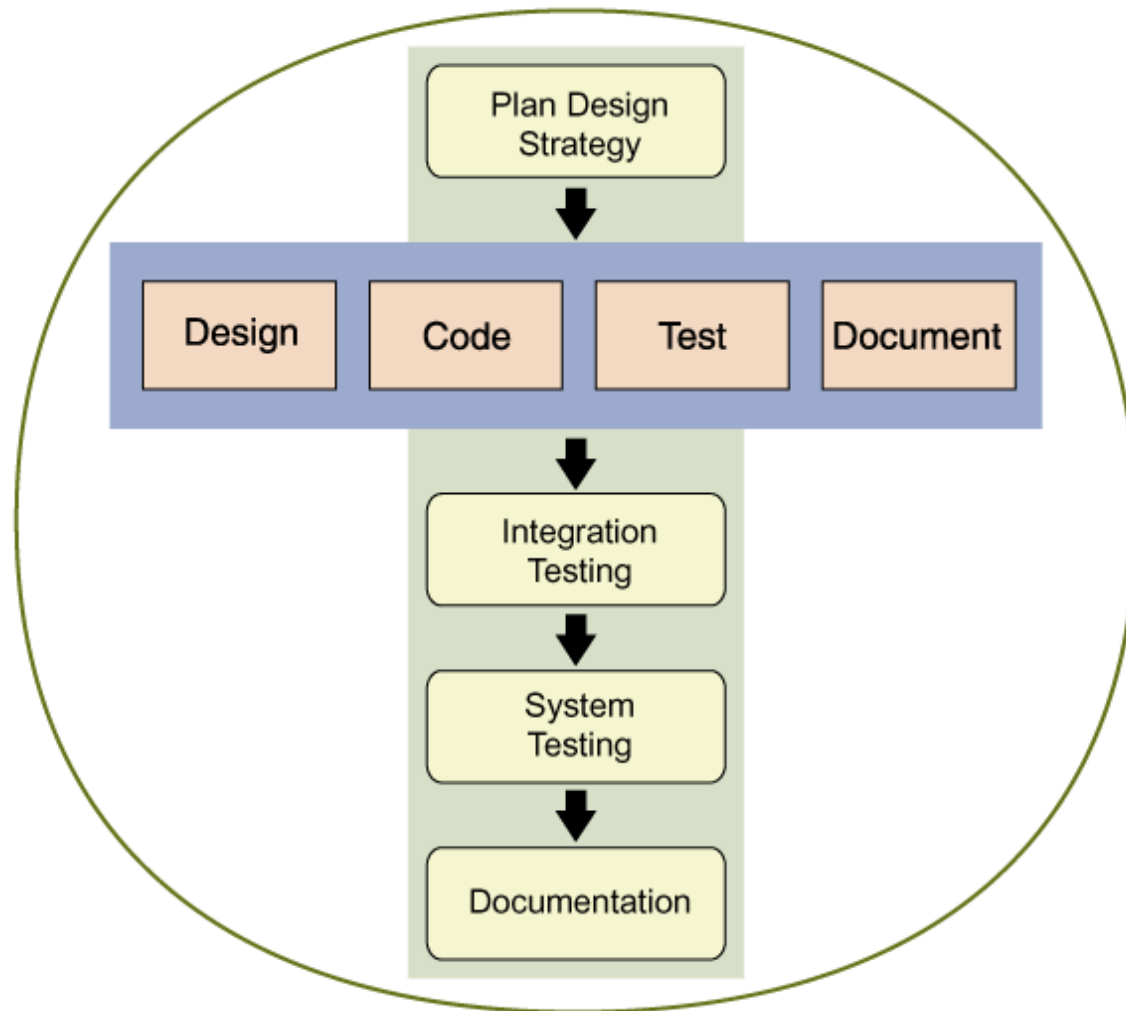 Plan Design
Strategy
Design
Code
Test
Document
Integration
Testing
System
Testing
Documentation